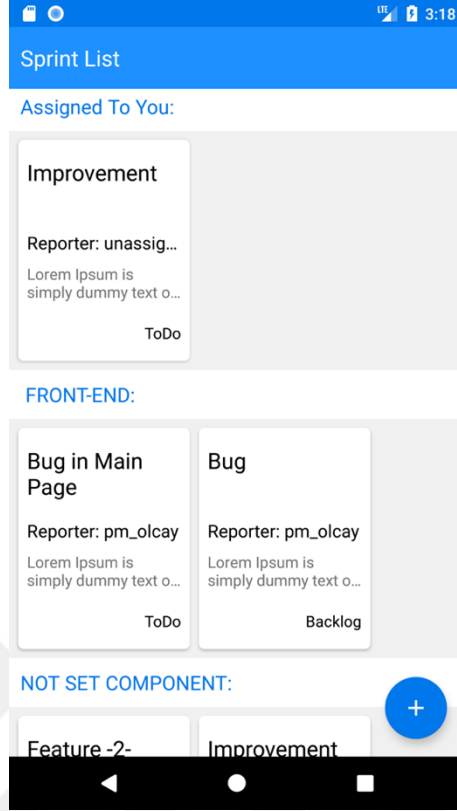 LTE 3:18
Sprint List
Assigned To You:
Improvement
Reporter: unassig...
Lorem Ipsum is
simply dummy text o...
ToDo
FRONT-END:
Bug in Main
Page
Reporter: pm_olcay
Lorem Ipsum is
simply dummy text o...
ToDo
Bug
Reporter: pm_olcay
Lorem Ipsum is
simply dummy text o...
Backlog
NOT SET COMPONENT:
+
Feature -2-
Improvement